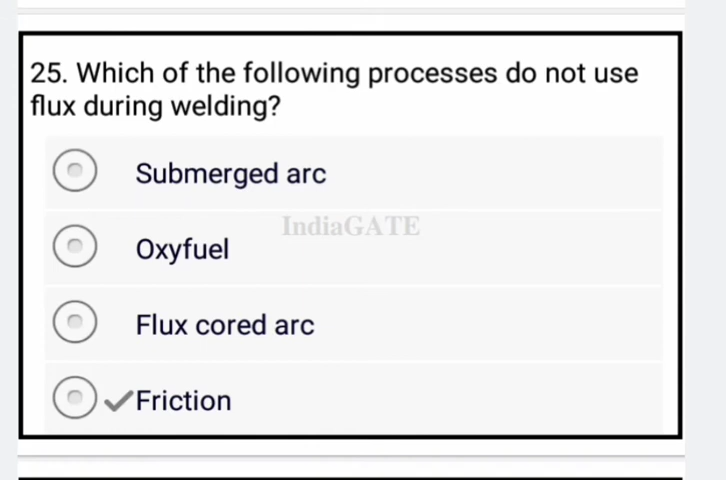 25. Which of the following processes do not use
flux during welding?
Submerged arc
IndiaGATE
Oxyfuel
Flux cored arc
Friction